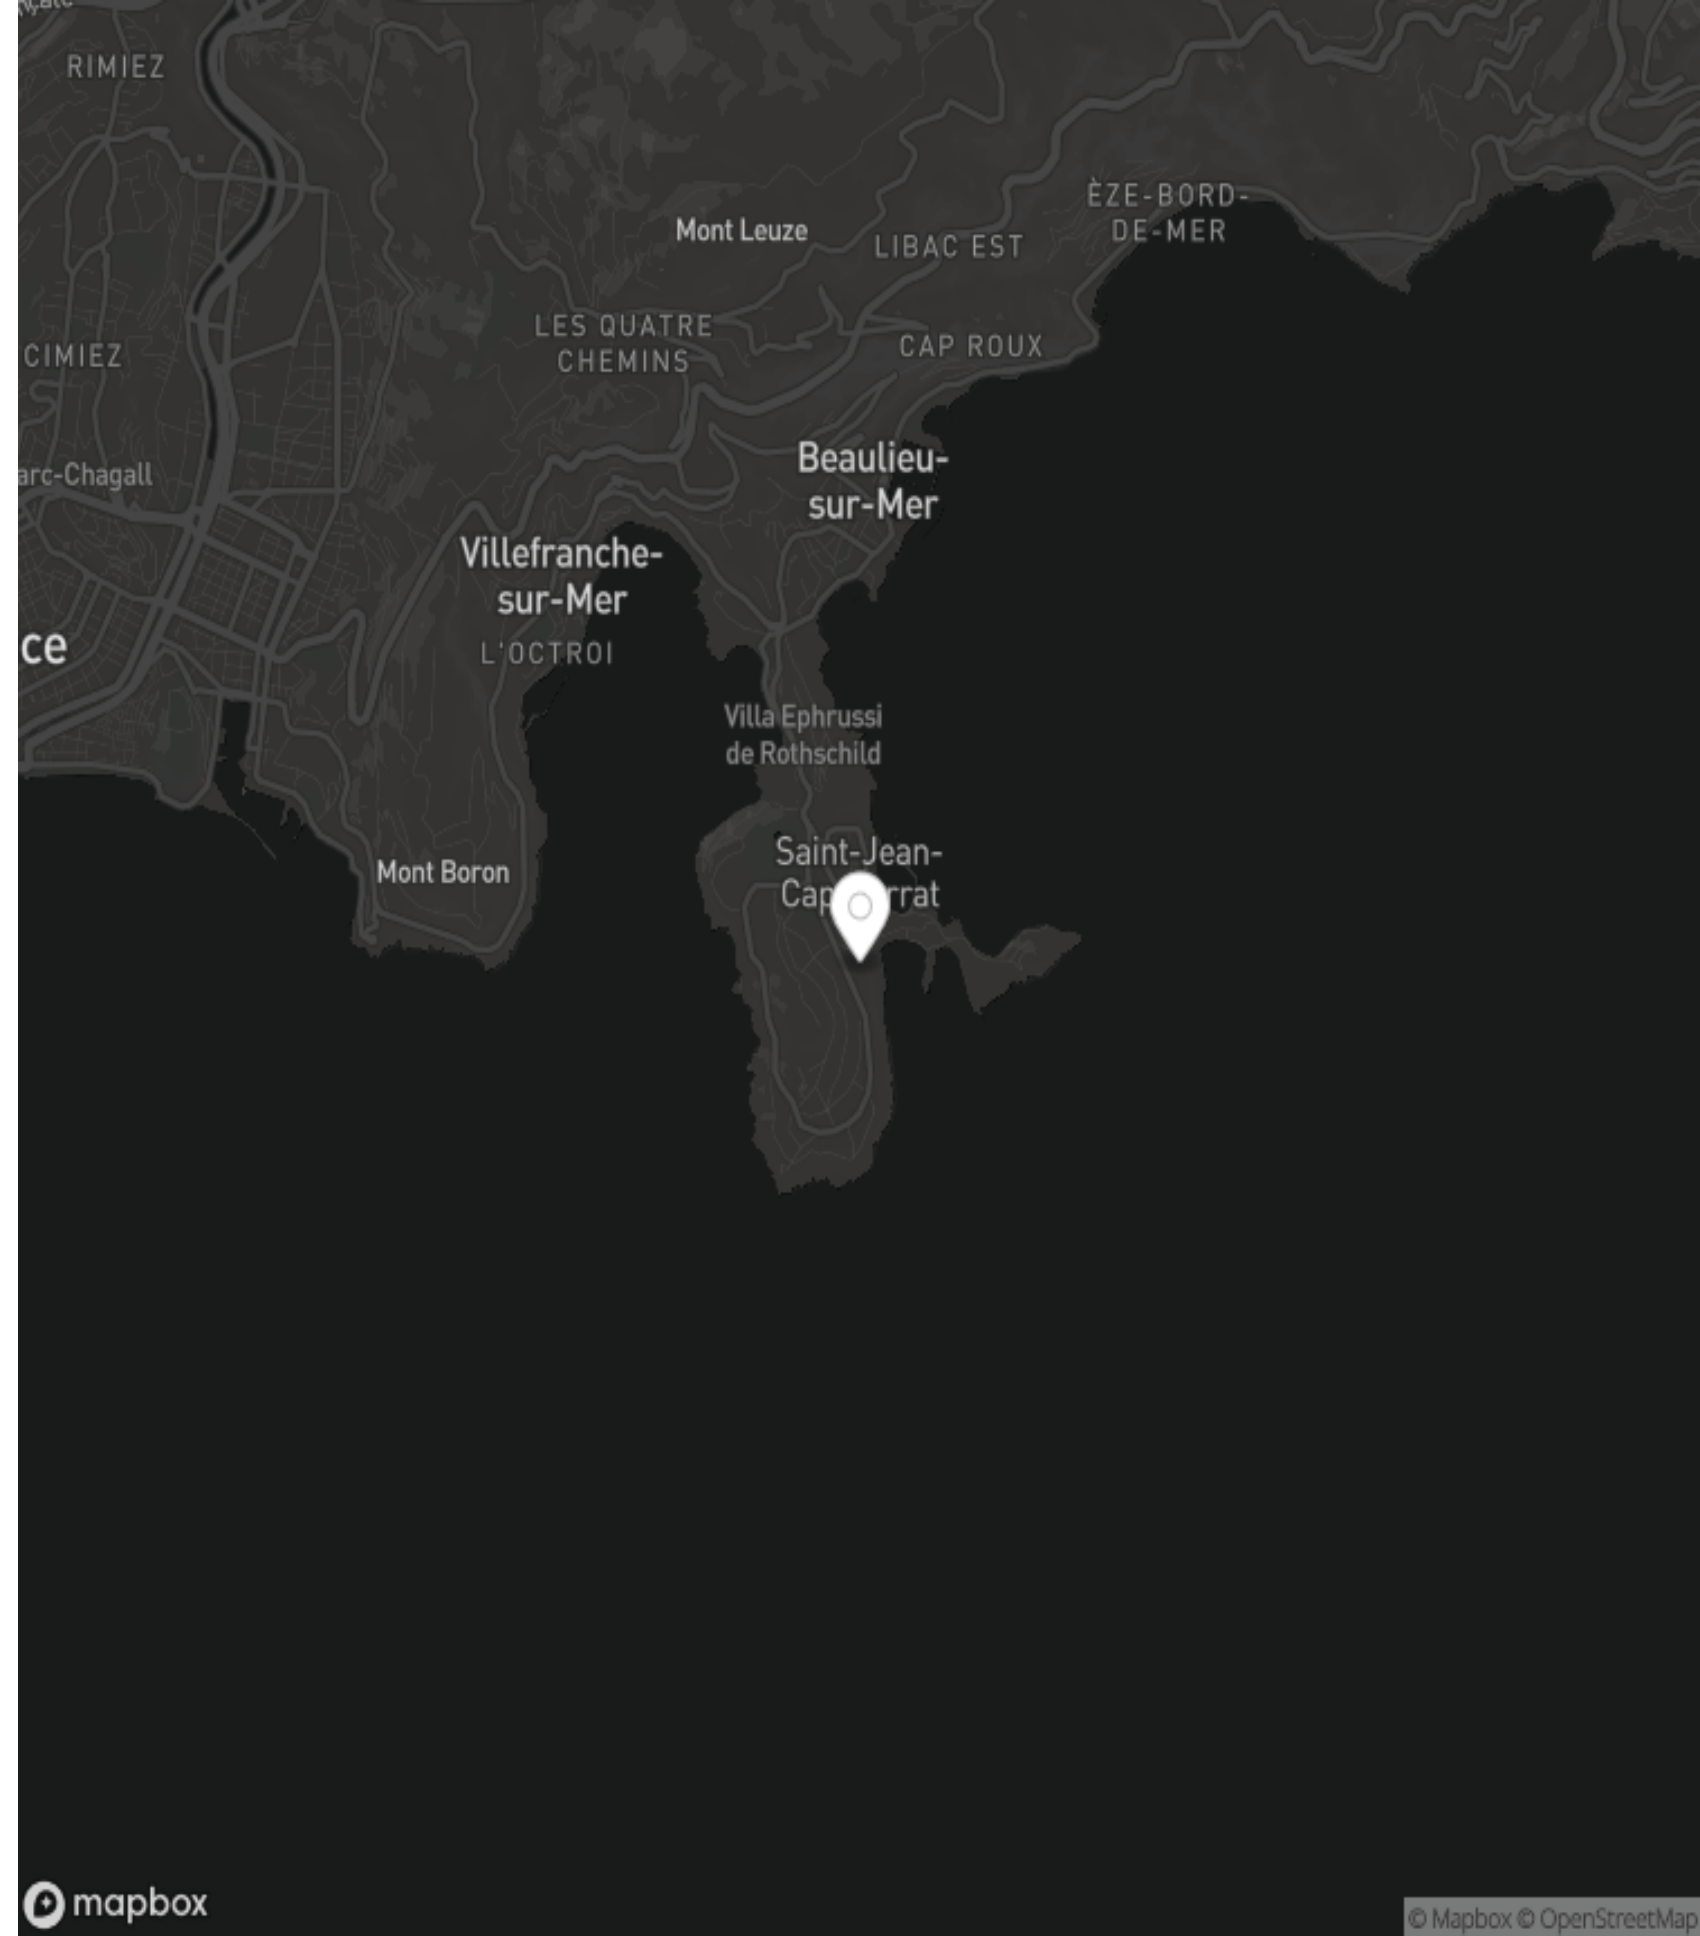 RIMIEZ
ÈZE-BORD-
DE-MER
Mont Leuze
LIBAC EST
LES QUATRE
CHEMINS
CAP ROUX
CIMIEZ
Beaulieu-
sur-Mer
arc-Chagall
Villefranche-
sur-Mer
L'OCTROI
ce
Villa Ephrussi
de Rothschild
Saint-Jean-
Cap rrat
Mont Boron
mapbox
© Mapbox © OpenStreetMap